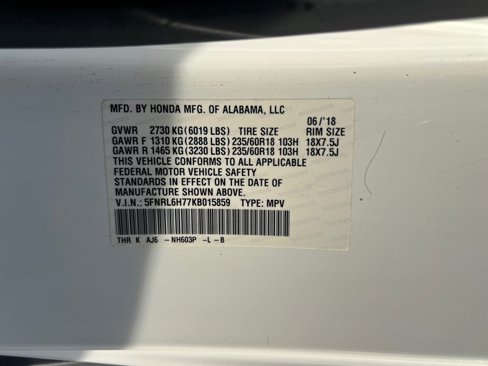 MFD. BY HONDA MFG. OF ALABAMA, LLC
06/'18
GVWR 2730 KG (6019 LBS) TIRE SIZE RIM SIZE
GAWR F 1310 KG (2888 LBS) 235/60R18 103H 18X7.5J
GAWR R 1465 KG (3230 LBS) 235/60R18 103H 18X7.5J
THIS VEHICLE CONFORMS TO ALL APPLICABLE
FEDERAL MOTOR VEHICLE SAFETY
STANDARDS IN EFFECT ON THE DATE OF
MANUFACTURE SHOWN ABOVE.
V.I.N.: 5FNRL6H77KB015859 TYPE: MPV
THR K AJ6 -NH603P -L-B